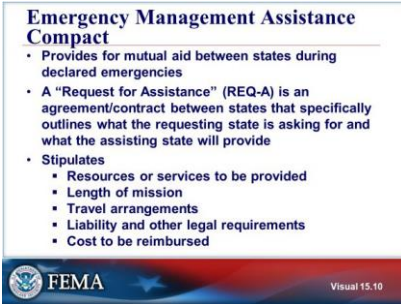 Emergency Management Assistance
Compact
• Provides for mutual aid between states during
declared emergencies
• A “Request for Assistance” (REQ-A) is an
agreement/contract between states that specifically
outlines what the requesting state is asking for and
what the assisting state will provide
• Stipulates
▪ Resources or services to be provided
▪ Length of mission
▪ Travel arrangements
▪ Liability and other legal requirements
▪ Cost to be reimbursed
FEMA
Visual 15.10